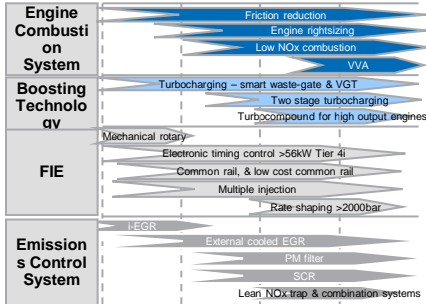 Engine
Combusti
on
System
Friction reduction
Engine rightsizing
Low NOx combustion
VVA
Boosting
Technolo
gy
Turbocharging – smart waste-gate & VGT
Two stage turbocharging
Turbocompound for high output engines
FIE
Mechanical rotary
Electronic timing control >56kW Tier 4i
Common rail, & low cost common rail
Multiple injection
Rate shaping >2000bar
Emission
s Control
System
i-EGR
External cooled EGR
PM filter
SCR
Lean NOx trap & combination systems